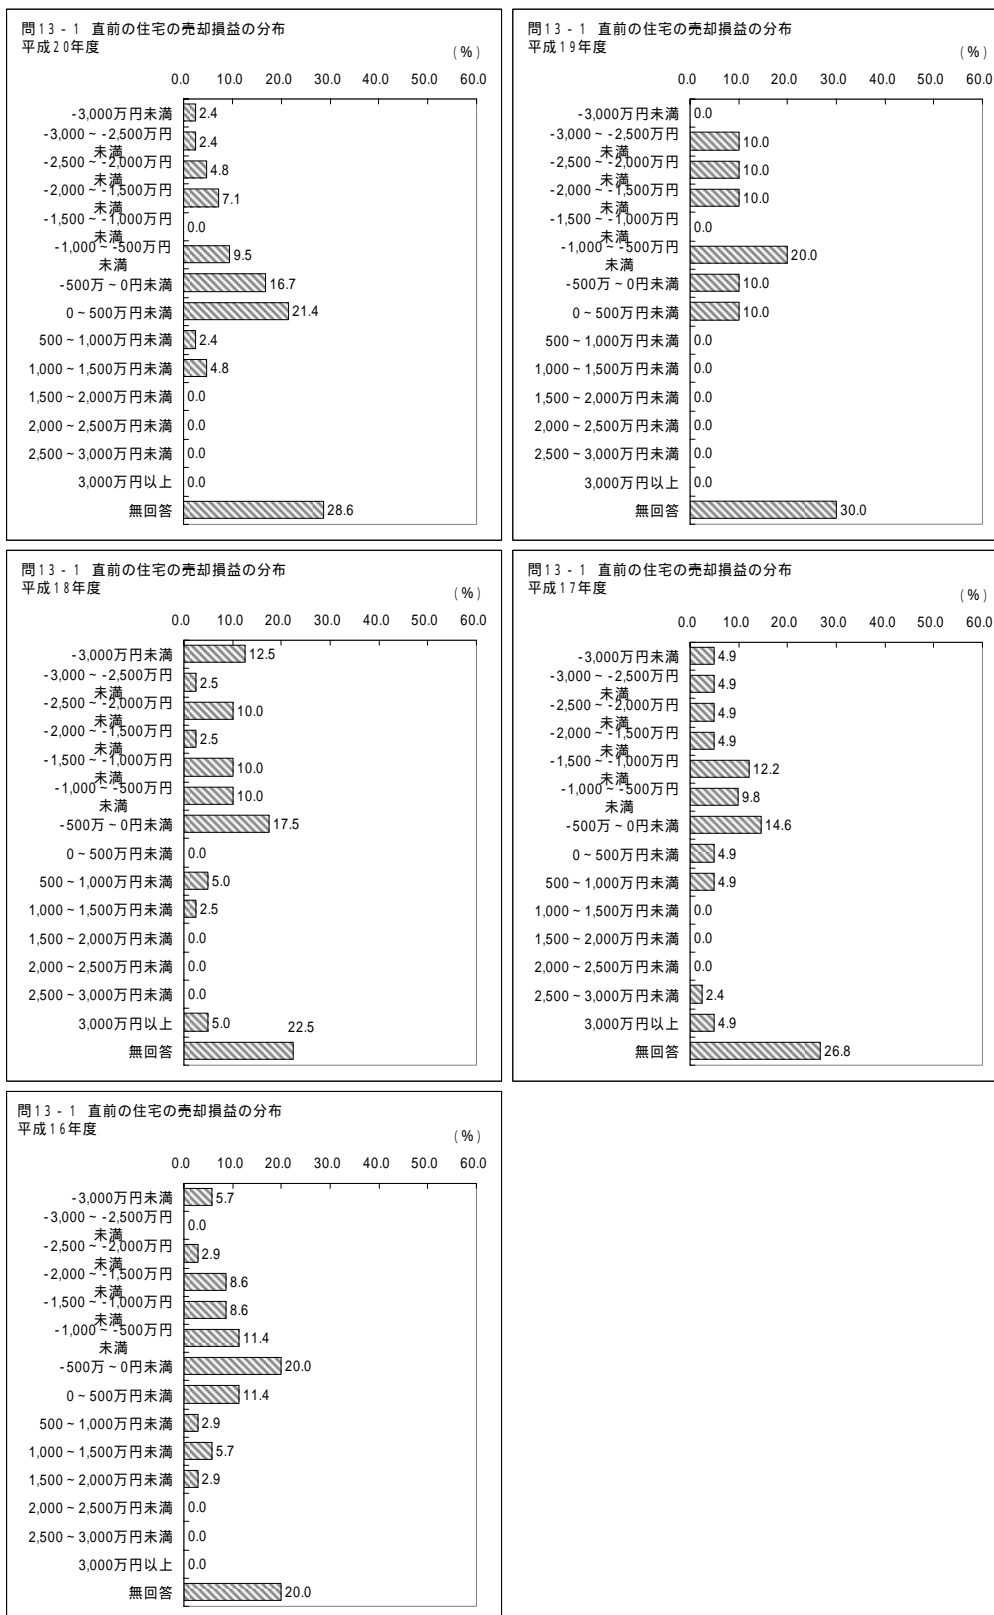 問13-1 直前の住宅の売却損益の分布
平成20年度
(%)
0.0 10.0 20.0 30.0 40.0 50.0 60.0
-3,000万円未満 2.4
-3,000~-2,500万円
未満 2.4
-2,500~-2,000万円
未満 4.8
-2,000~-1,500万円
未満 7.1
-1,500~-1,000万円
未満 0.0
-1,000~-500万円
未満 9.5
-500万~0円未満 16.7
0~500万円未満 21.4
500~1,000万円未満 2.4
1,000~1,500万円未満 4.8
1,500~2,000万円未満 0.0
2,000~2,500万円未満 0.0
2,500~3,000万円未満 0.0
3,000万円以上 0.0
無回答 28.6
問13-1 直前の住宅の売却損益の分布
平成19年度
(%)
0.0 10.0 20.0 30.0 40.0 50.0 60.0
-3,000万円未満 0.0
-3,000~-2,500万円
未満 10.0
-2,500~-2,000万円
未満 10.0
-2,000~-1,500万円
未満 10.0
-1,500~-1,000万円
未満 0.0
-1,000~-500万円
未満 20.0
-500万~0円未満 10.0
0~500万円未満 10.0
500~1,000万円未満 0.0
1,000~1,500万円未満 0.0
1,500~2,000万円未満 0.0
2,000~2,500万円未満 0.0
2,500~3,000万円未満 0.0
3,000万円以上 0.0
無回答 30.0
問13-1 直前の住宅の売却損益の分布
平成18年度
(%)
0.0 10.0 20.0 30.0 40.0 50.0 60.0
-3,000万円未満 12.5
-3,000~-2,500万円
未満 2.5
-2,500~-2,000万円
未満 10.0
-2,000~-1,500万円
未満 2.5
-1,500~-1,000万円
未満 10.0
-1,000~-500万円
未満 10.0
-500万~0円未満 17.5
0~500万円未満 0.0
500~1,000万円未満 5.0
1,000~1,500万円未満 2.5
1,500~2,000万円未満 0.0
2,000~2,500万円未満 0.0
2,500~3,000万円未満 0.0
3,000万円以上 5.0
無回答 22.5
問13-1 直前の住宅の売却損益の分布
平成17年度
(%)
0.0 10.0 20.0 30.0 40.0 50.0 60.0
-3,000万円未満 4.9
-3,000~-2,500万円
未満 4.9
-2,500~-2,000万円
未満 4.9
-2,000~-1,500万円
未満 4.9
-1,500~-1,000万円
未満 12.2
-1,000~-500万円
未満 9.8
-500万~0円未満 14.6
0~500万円未満 4.9
500~1,000万円未満 4.9
1,000~1,500万円未満 0.0
1,500~2,000万円未満 0.0
2,000~2,500万円未満 0.0
2,500~3,000万円未満 2.4
3,000万円以上 4.9
無回答 26.8
問13-1 直前の住宅の売却損益の分布
平成16年度
(%)
0.0 10.0 20.0 30.0 40.0 50.0 60.0
-3,000万円未満 5.7
-3,000~-2,500万円
未満 0.0
-2,500~-2,000万円
未満 2.9
-2,000~-1,500万円
未満 8.6
-1,500~-1,000万円
未満 8.6
-1,000~-500万円
未満 11.4
-500万~0円未満 20.0
0~500万円未満 11.4
500~1,000万円未満 2.9
1,000~1,500万円未満 5.7
1,500~2,000万円未満 2.9
2,000~2,500万円未満 0.0
2,500~3,000万円未満 0.0
3,000万円以上 0.0
無回答 20.0